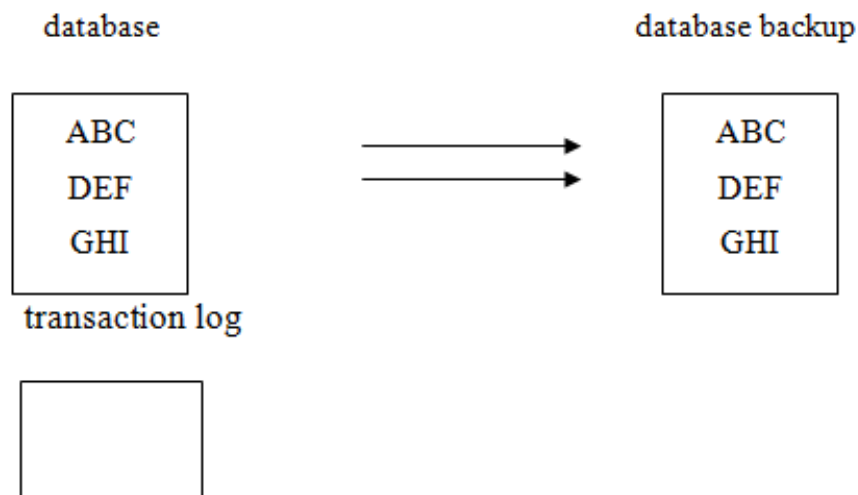 database
database backup
ABC
DEF
GHI
ABC
DEF
GHI
transaction log